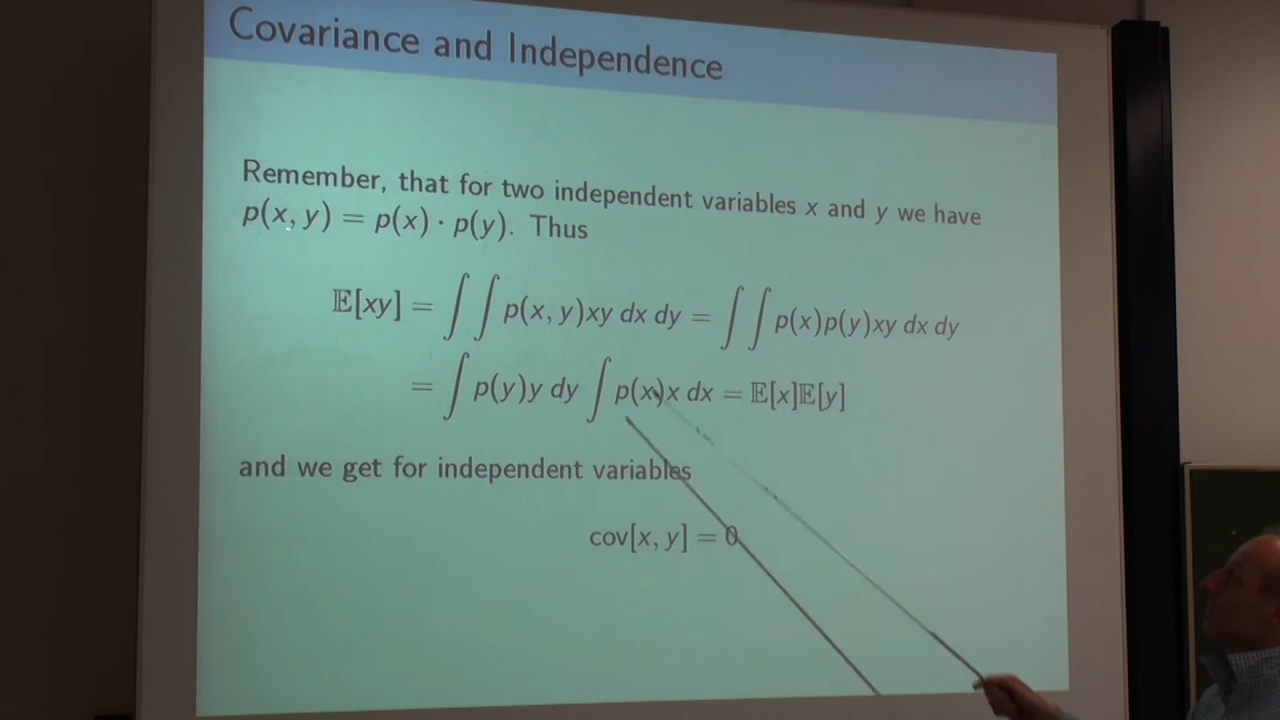 Covariance and Independence
Remember, that for two independent variables x and y we have
p(x, y) = p(x) · p(y). Thus
𝔼[xy] = ∫ ∫ p(x, y)xy dx dy = ∫ ∫ p(x)p(y)xy dx dy
= ∫ p(y)y dy ∫ p(x)x dx = 𝔼[x]𝔼[y]
and we get for independent variables
cov[x, y] = 0